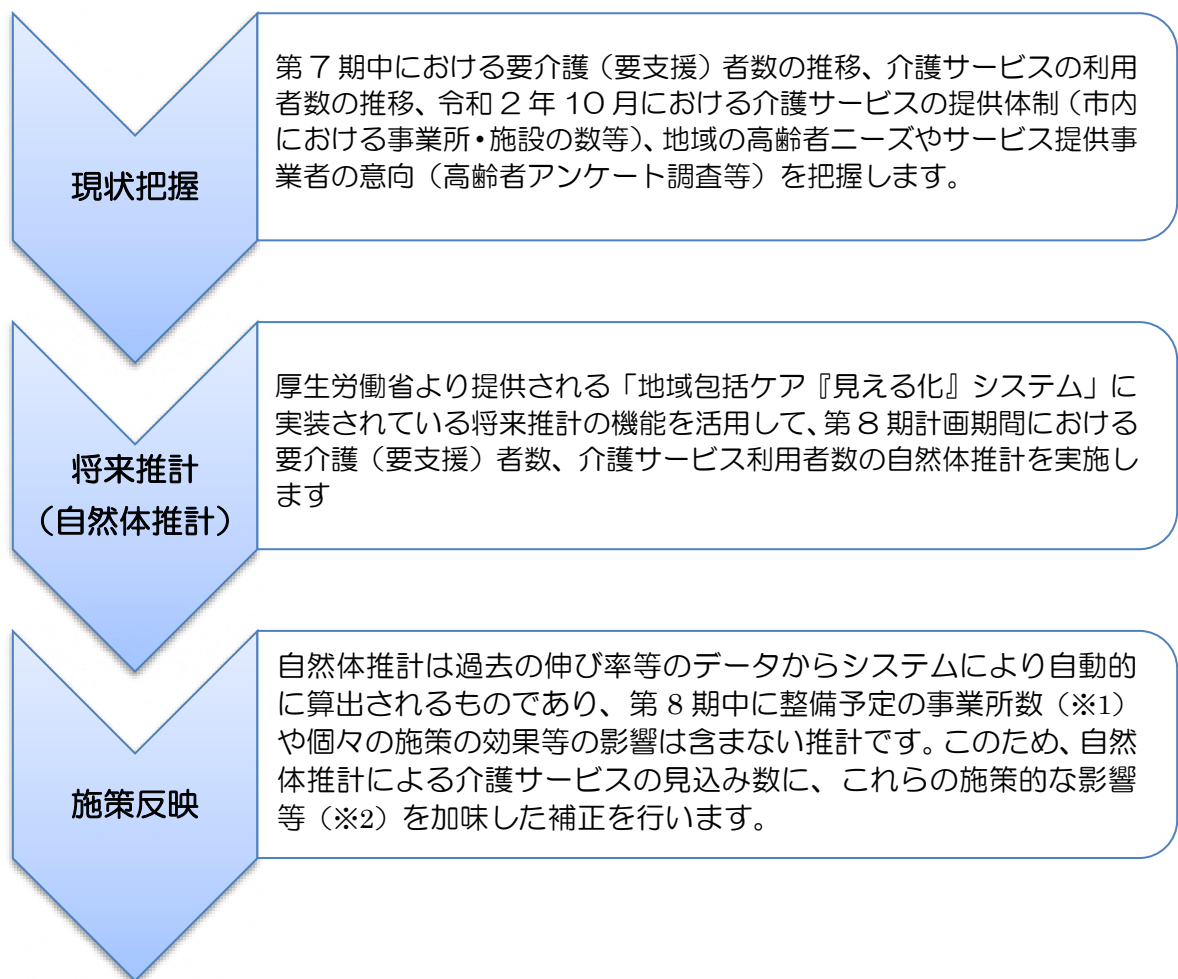 現状把握
第7期中における要介護（要支援）者数の推移、介護サービスの利用
者数の推移、令和2年10月における介護サービスの提供体制（市内
における事業所・施設の数等）、地域の高齢者ニーズやサービス提供事
業者の意向（高齢者アンケート調査等）を把握します。
将来推計
（自然体推計）
厚生労働省より提供される「地域包括ケア『見える化』システム」に
実装されている将来推計の機能を活用して、第8期計画期間における
要介護（要支援）者数、介護サービス利用者数の自然体推計を実施し
ます
施策反映
自然体推計は過去の伸び率等のデータからシステムにより自動的
に算出されるものであり、第8期中に整備予定の事業所数（※1）
や個々の施策の効果等の影響は含まない推計です。このため、自然
体推計による介護サービスの見込み数に、これらの施策的な影響
等（※2）を加味した補正を行います。